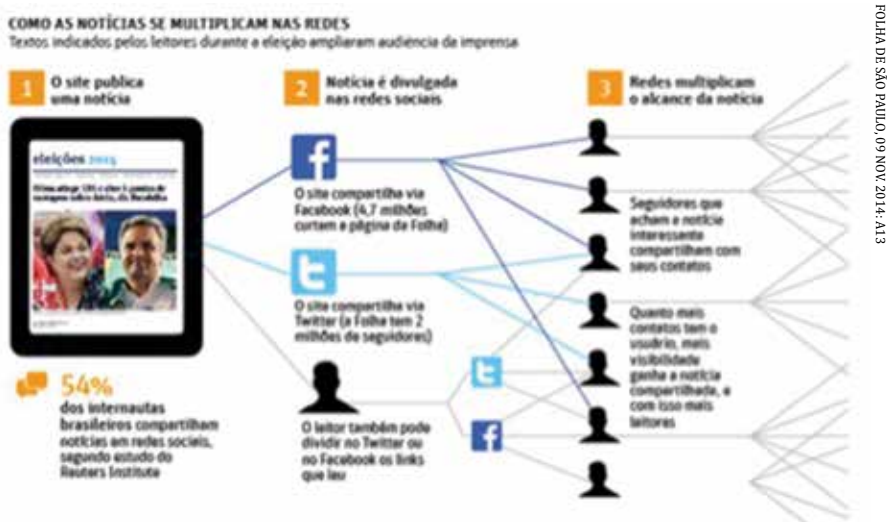 COMO AS NOTÍCIAS SE MULTIPLICAM NAS REDES
Textos indicados pelos leitores durante a eleição ampliaram audiência da imprensa
1
O site publica
uma notícia
eleições 2014
54%
dos internautas
brasileiros compartilham
notícias em redes sociais,
segundo estudo do
Reuters Institute
2
Notícia é divulgada
nas redes sociais
O site compartilha via
Facebook (4,7 milhões
curtem a página da Folha)
O site compartilha via
Twitter (a Folha tem 2
milhões de seguidores)
O leitor também pode
dividir no Twitter ou
no Facebook os links
que leu
3
Redes multiplicam
o alcance da notícia
Seguidores que
acham a notícia
interessante
compartilham com
seus contatos
Quanto mais
contatos tem o
usuário, mais
visibilidade
ganha a notícia
compartilhada, e
com isso mais
leitores
FOLHA DE SÃO PAULO, 09 NOV. 2014: A13